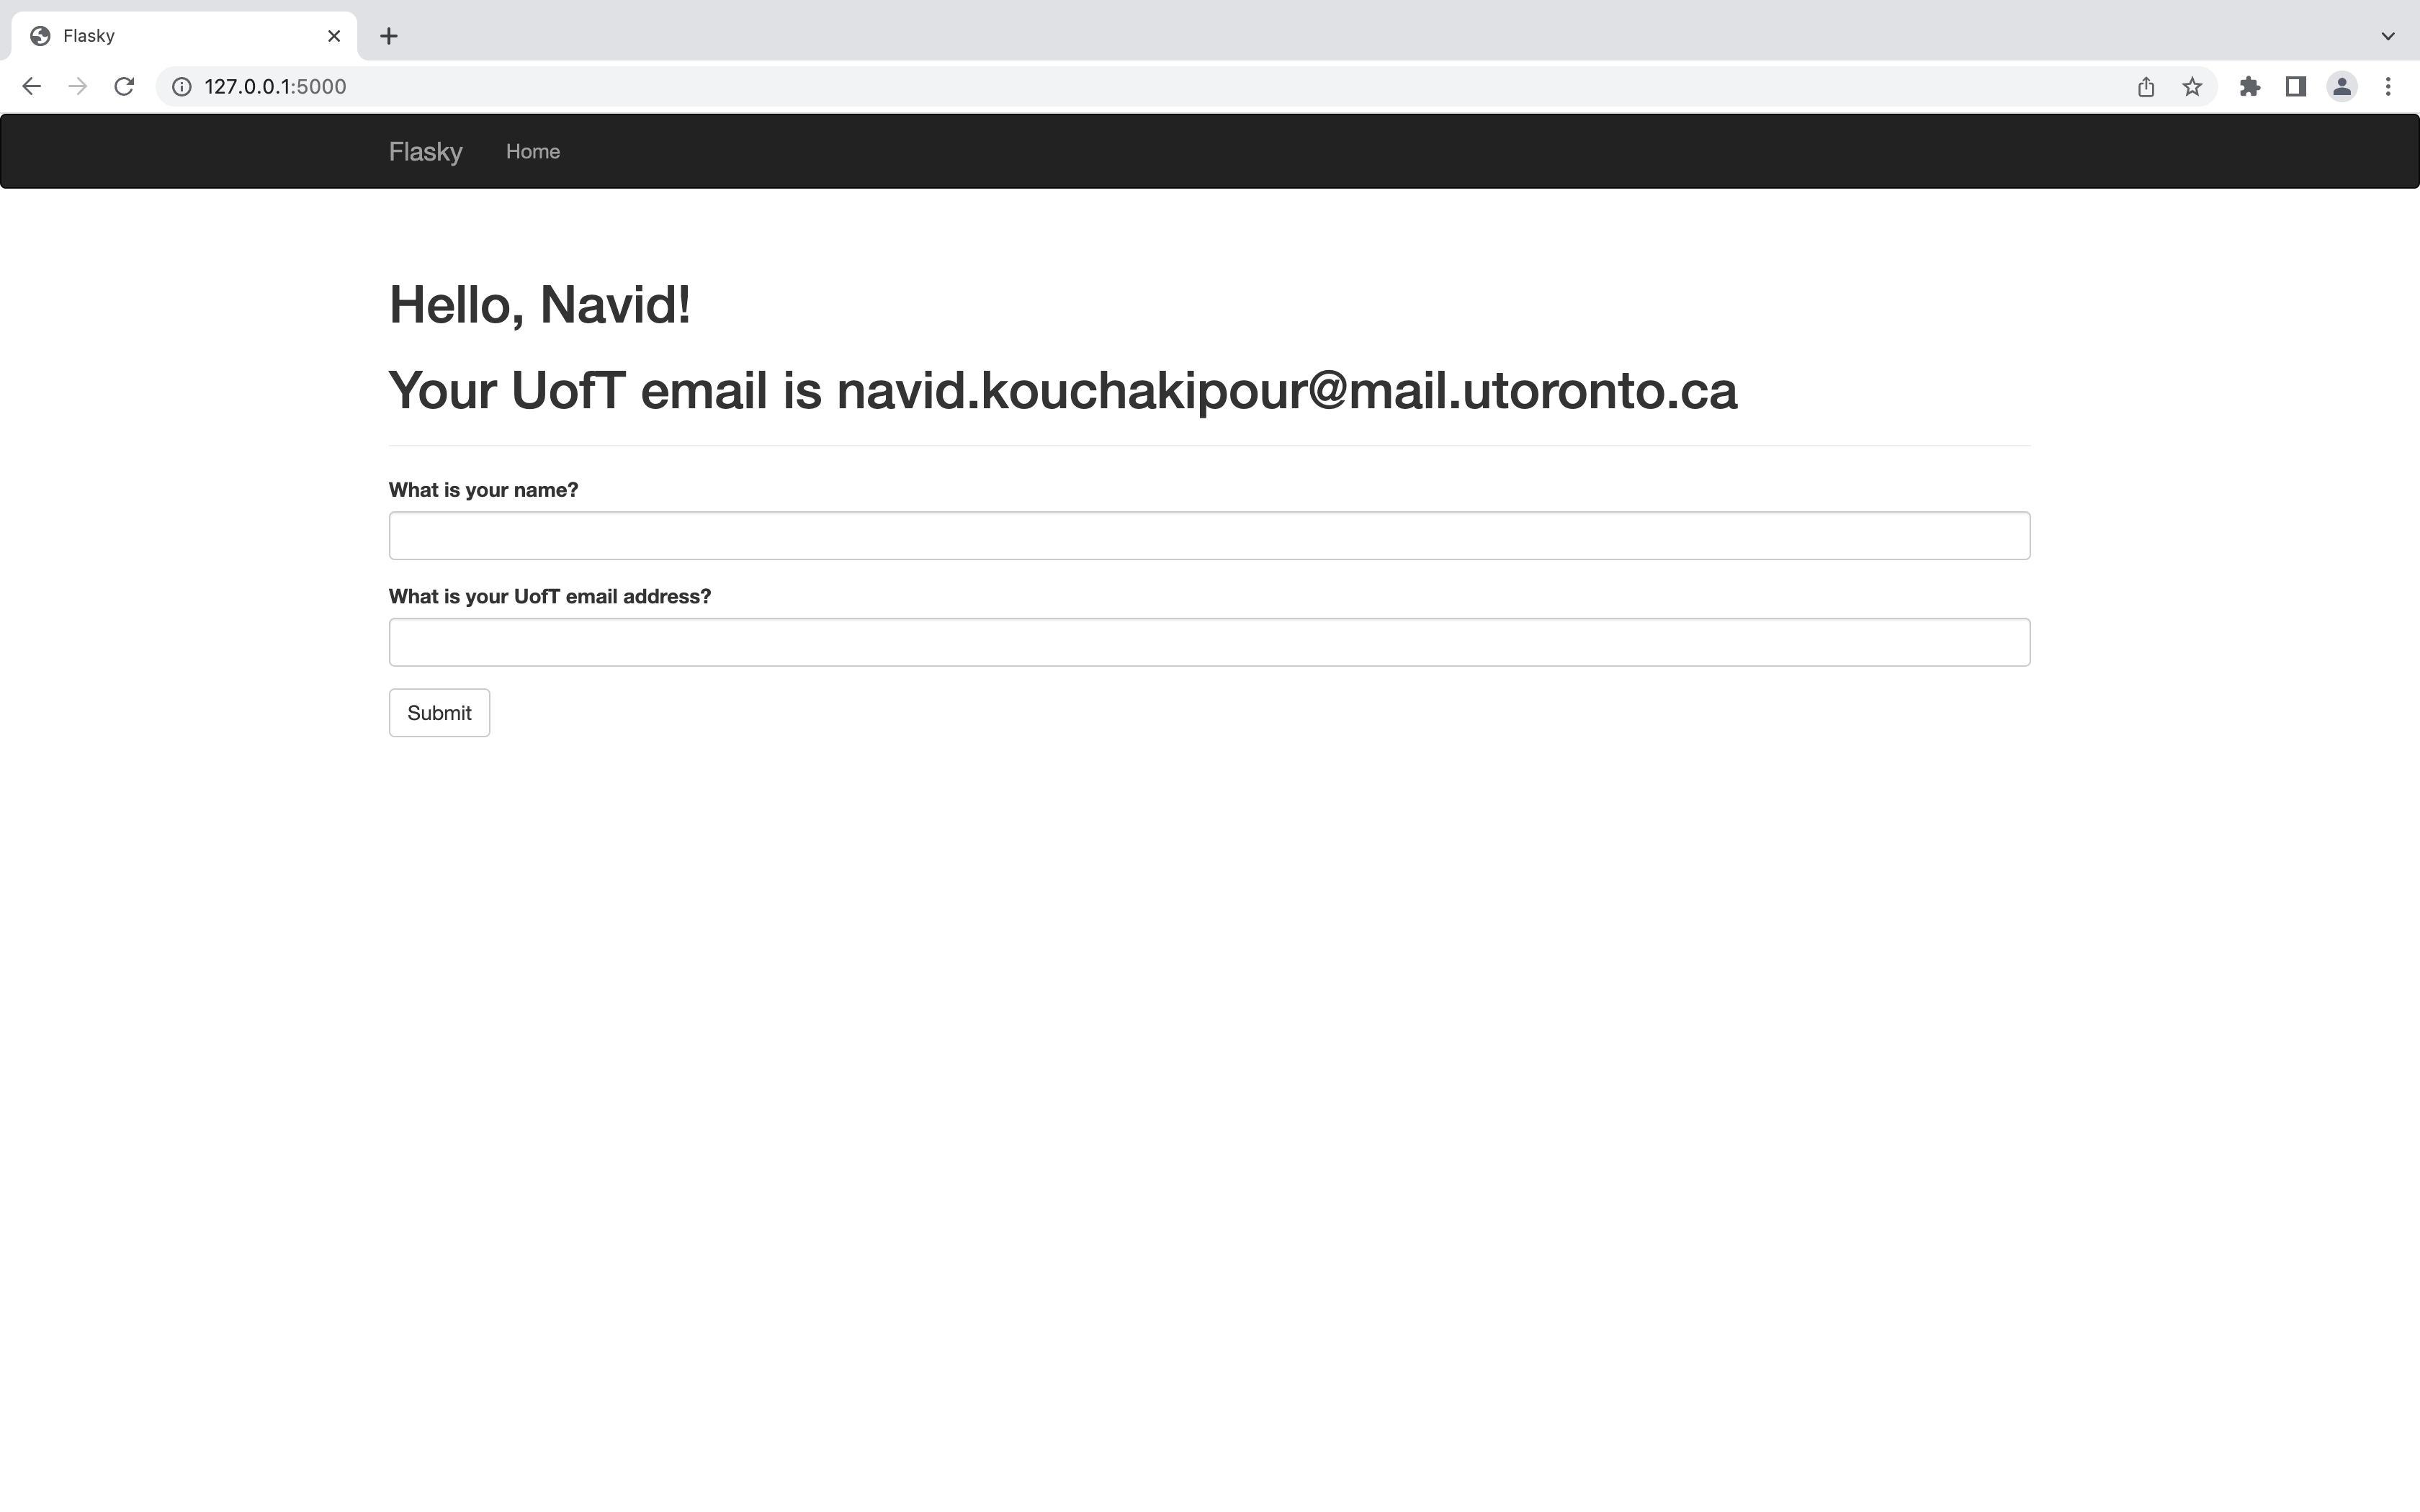 Flasky
127.0.0.1:5000
Flasky Home
Hello, Navid!
Your UofT email is navid.kouchakipour@mail.utoronto.ca
What is your name?
What is your UofT email address?
Submit